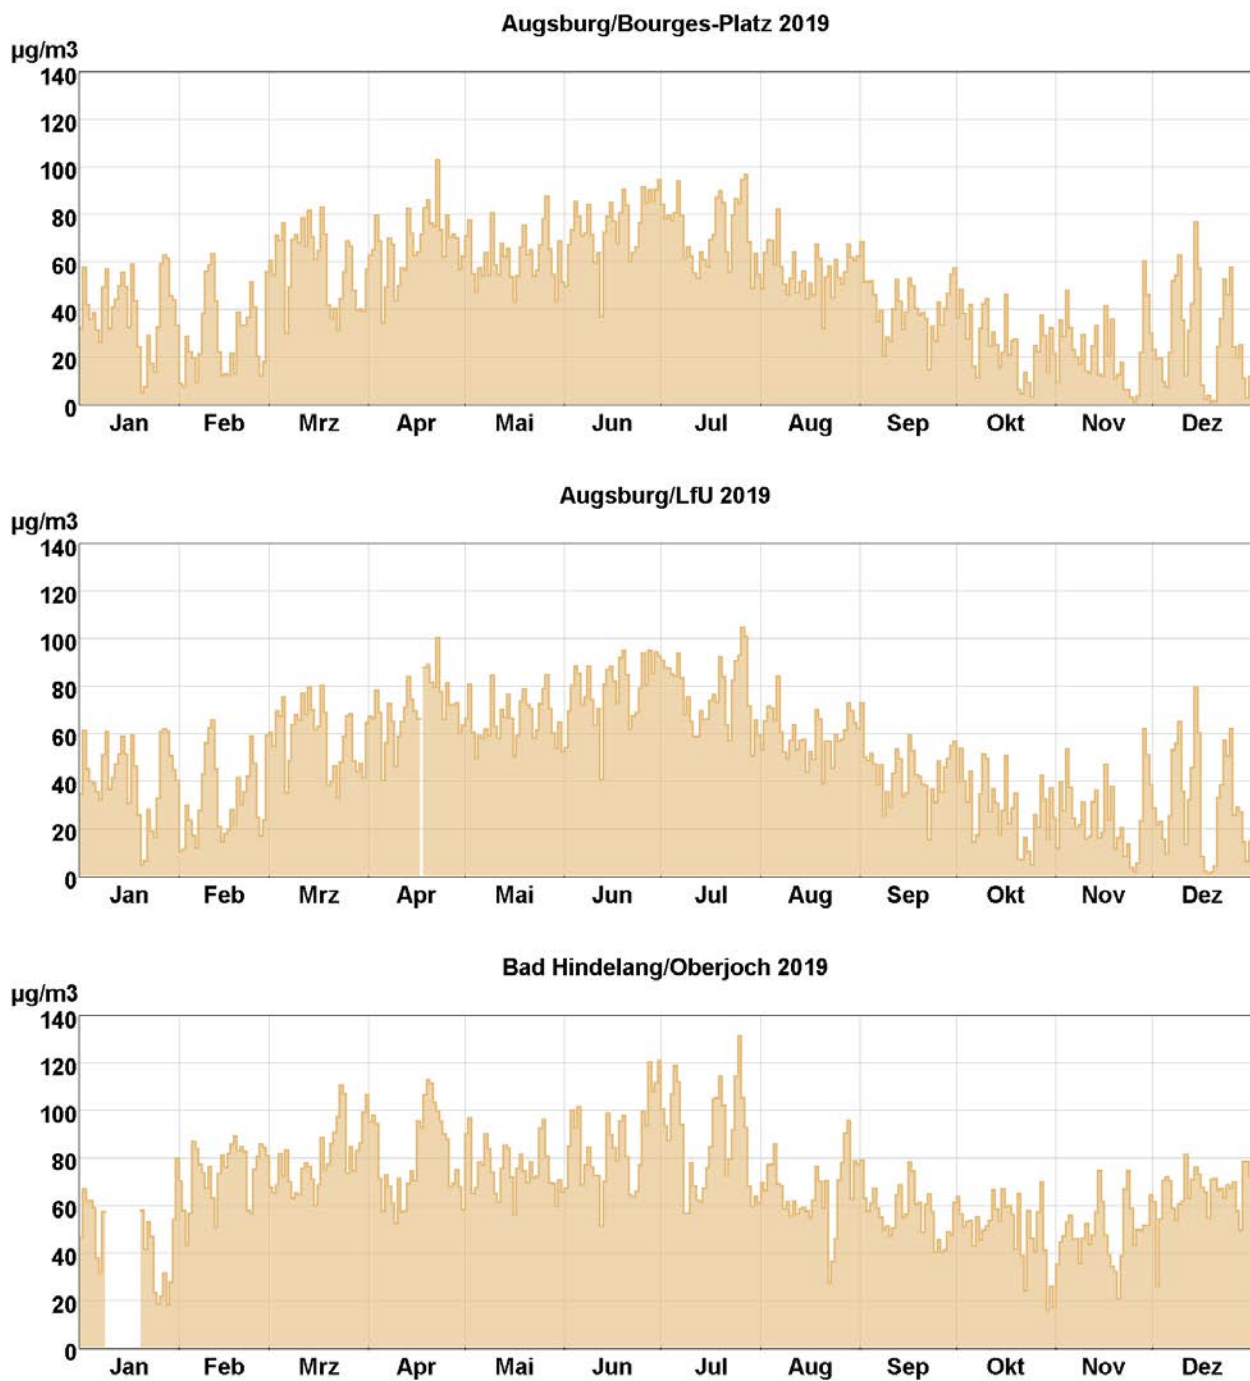 Augsburg/Bourges-Platz 2019
µg/m3
140
120
100
80
60
40
20
0
Jan Feb Mrz Apr Mai Jun Jul Aug Sep Okt Nov Dez
Augsburg/LfU 2019
µg/m3
140
120
100
80
60
40
20
0
Jan Feb Mrz Apr Mai Jun Jul Aug Sep Okt Nov Dez
Bad Hindelang/Oberjoch 2019
µg/m3
140
120
100
80
60
40
20
0
Jan Feb Mrz Apr Mai Jun Jul Aug Sep Okt Nov Dez